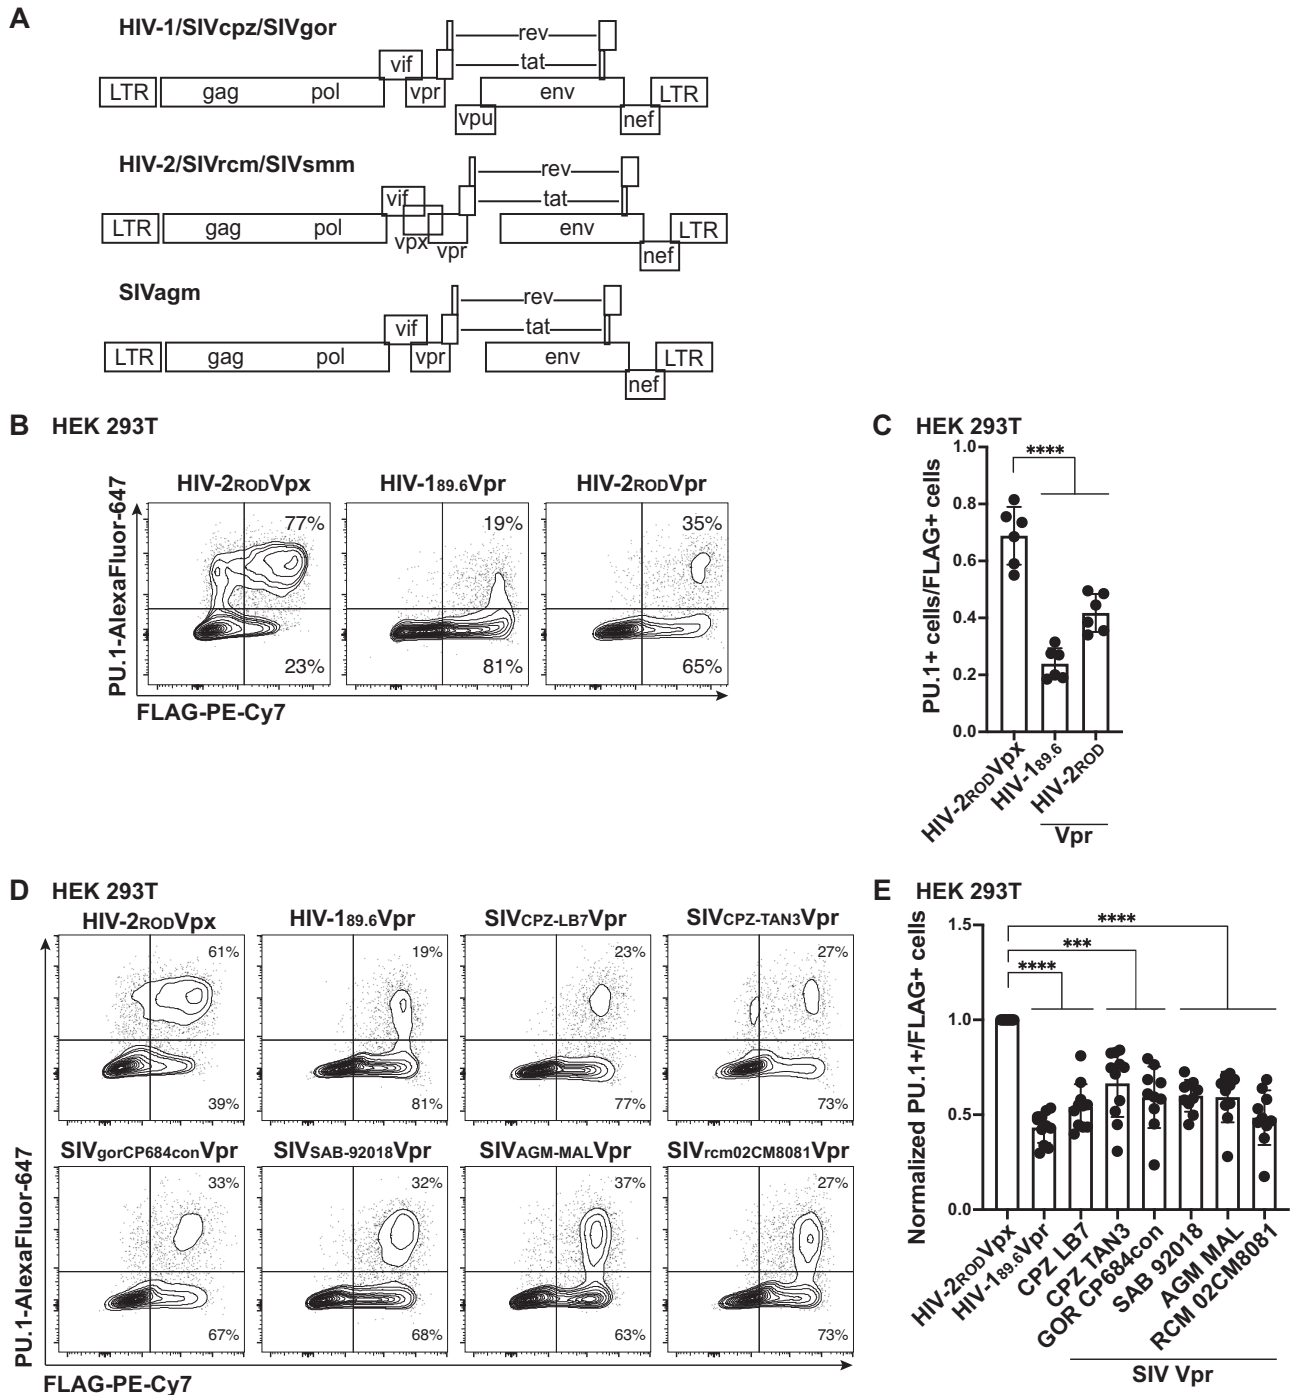 A
HIV-1/SIVcpz/SIVgor
rev
tat
vif
LTR gag pol vpr env LTR
vpu nef
HIV-2/SIVrcm/SIVsmm
rev
tat
vif
LTR gag pol env LTR
vpx vpr nef
SIVagm
rev
tat
vif
LTR gag pol vpr env LTR
nef
B HEK 293T
HIV-2RODVpx HIV-189.6Vpr HIV-2RODVpr
77% 19% 35%
23% 81% 65%
PU.1-AlexaFluor-647
FLAG-PE-Cy7
C HEK 293T
PU.1+ cells/FLAG+ cells
****
1.0
0.8
0.6
0.4
0.2
0.0
HIV-2RODVpx
HIV-189.6
HIV-2ROD
Vpr
D HEK 293T
HIV-2RODVpx HIV-189.6Vpr SIVCPZ-LB7Vpr SIVCPZ-TAN3Vpr
61% 19% 23% 27%
39% 81% 77% 73%
SIVgorCP684conVpr SIVSAB-92018Vpr SIVAGM-MALVpr SIVrcm02CM8081Vpr
33% 32% 37% 27%
67% 68% 63% 73%
PU.1-AlexaFluor-647
FLAG-PE-Cy7
E HEK 293T
Normalized PU.1+/FLAG+ cells
****
***
****
1.5
1.0
0.5
0.0
HIV-2RODVpx
HIV-189.6Vpr
CPZ LB7
CPZ TAN3
GOR CP684con
SAB 92018
AGM MAL
RCM 02CM8081
SIV Vpr